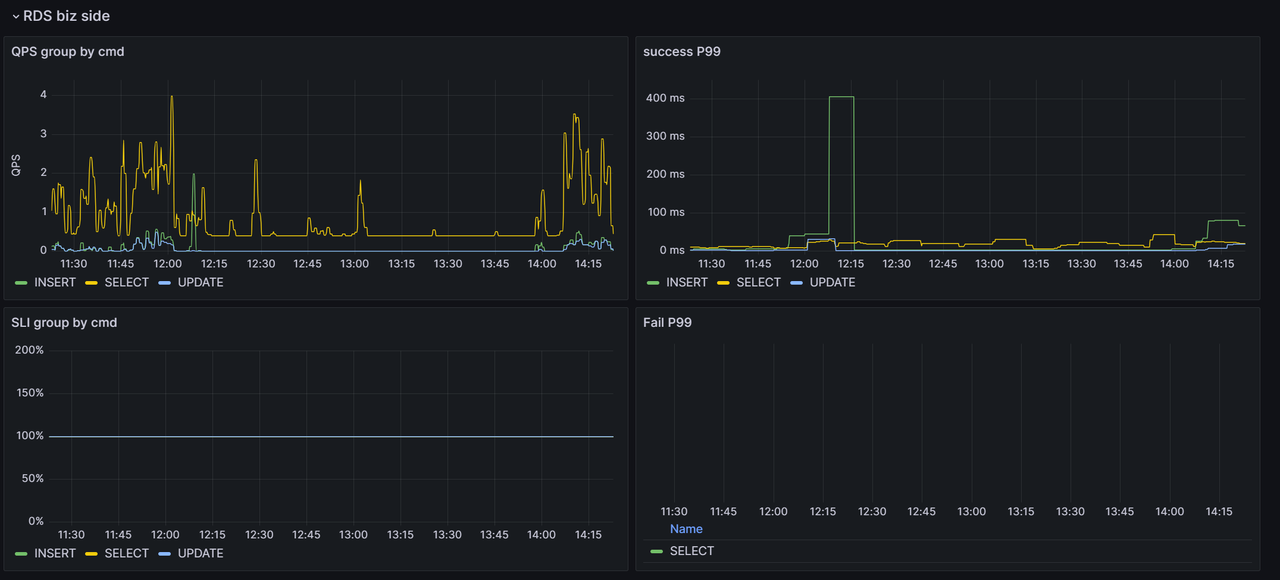 RDS biz side
QPS group by cmd
QPS
4
3
2
1
0
11:30 11:45 12:00 12:15 12:30 12:45 13:00 13:15 13:30 13:45 14:00 14:15
INSERT SELECT UPDATE
success P99
400 ms
300 ms
200 ms
100 ms
0 ms
11:30 11:45 12:00 12:15 12:30 12:45 13:00 13:15 13:30 13:45 14:00 14:15
INSERT SELECT UPDATE
SLI group by cmd
200%
150%
100%
50%
0%
11:30 11:45 12:00 12:15 12:30 12:45 13:00 13:15 13:30 13:45 14:00 14:15
INSERT SELECT UPDATE
Fail P99
11:30 11:45 12:00 12:15 12:30 12:45 13:00 13:15 13:30 13:45 14:00 14:15
Name
SELECT